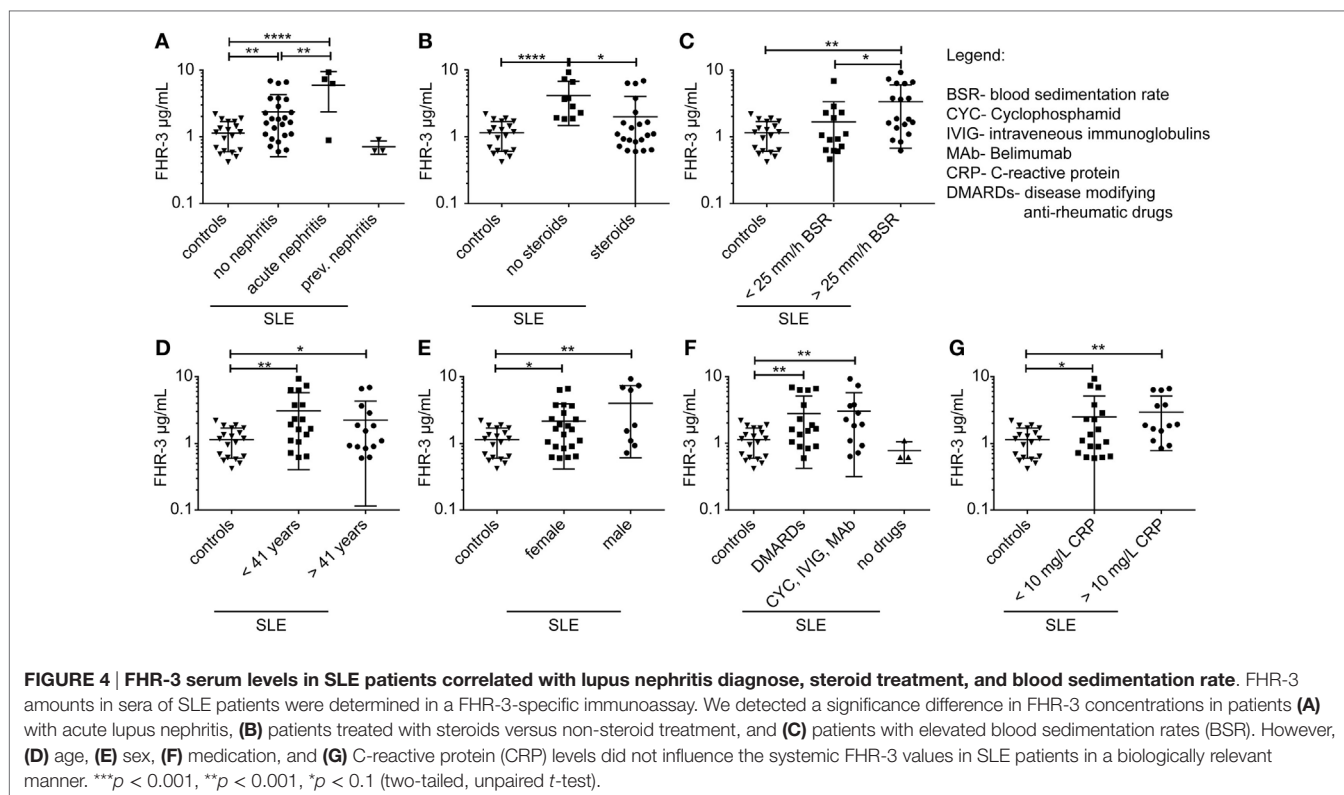 A
****
** **
FHR-3 µg/mL
10
1
0.1
controls
no nephritis
acute nephritis
prev. nephritis
SLE
B
**** *
FHR-3 µg/mL
10
1
0.1
controls
no steroids
steroids
SLE
C
**
*
FHR-3 µg/mL
10
1
0.1
controls
< 25 mm/h BSR
> 25 mm/h BSR
SLE
Legend:
BSR- blood sedimentation rate
CYC- Cyclophosphamid
IVIG- intraveneous immunoglobulins
MAb- Belimumab
CRP- C-reactive protein
DMARDs- disease modifying
anti-rheumatic drugs
D
*
**
FHR-3 µg/mL
10
1
0.1
controls
< 41 years
> 41 years
SLE
E
**
*
FHR-3 µg/mL
10
1
0.1
controls
female
male
SLE
F
**
**
FHR-3 µg/mL
10
1
0.1
controls
DMARDs
CYC, IVIG, MAb
no drugs
SLE
G
**
*
FHR-3 µg/mL
10
1
0.1
controls
< 10 mg/L CRP
> 10 mg/L CRP
SLE
FIGURE 4 | FHR-3 serum levels in SLE patients correlated with lupus nephritis diagnose, steroid treatment, and blood sedimentation rate. FHR-3
amounts in sera of SLE patients were determined in a FHR-3-specific immunoassay. We detected a significance difference in FHR-3 concentrations in patients (A)
with acute lupus nephritis, (B) patients treated with steroids versus non-steroid treatment, and (C) patients with elevated blood sedimentation rates (BSR). However,
(D) age, (E) sex, (F) medication, and (G) C-reactive protein (CRP) levels did not influence the systemic FHR-3 values in SLE patients in a biologically relevant
manner. ***p < 0.001, **p < 0.001, *p < 0.1 (two-tailed, unpaired t-test).